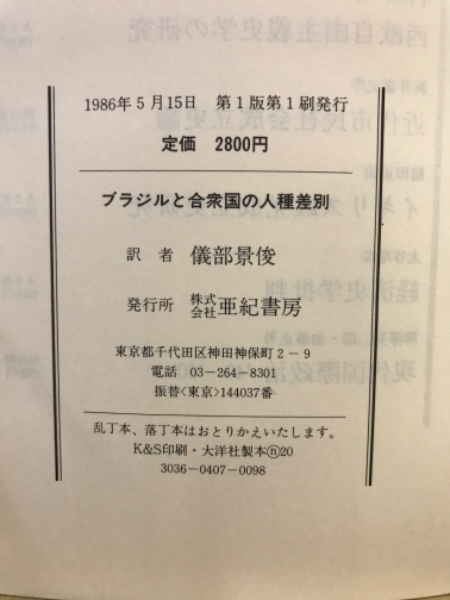 1986年5月15日 第1版第1刷発行
定価 2800円
ブラジルと合衆国の人種差別
訳者 儀部景俊
発行所 株式会社亜紀書房
東京都千代田区神田神保町2-9
電話 03-264-8301
振替〈東京〉144037番
乱丁本、落丁本はおとりかえいたします。
K&S印刷・大洋社製本ⓝ20
3036-0407-0098